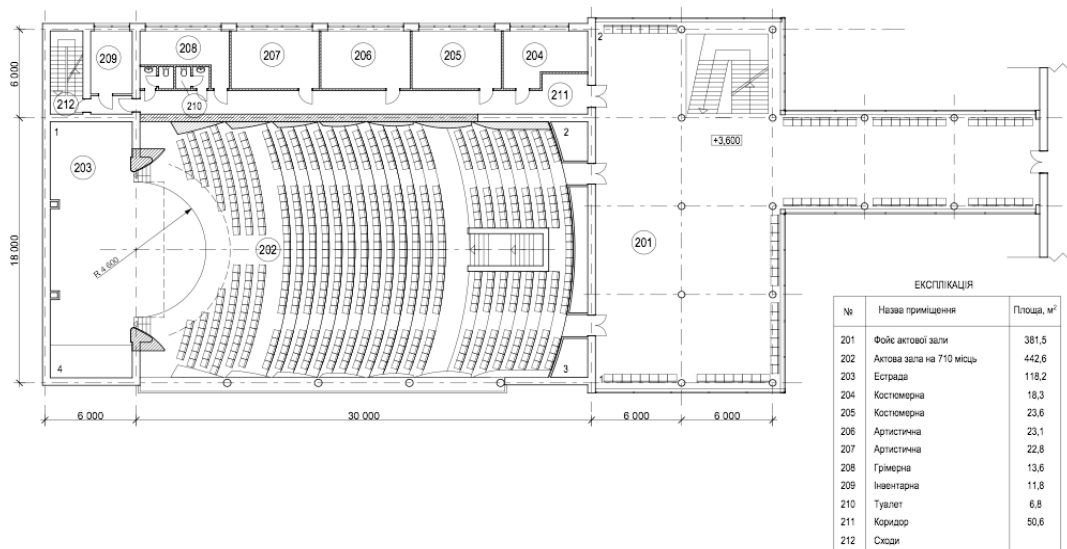 2
208
209
207
206
205
204
6 000
212
210
211
1
2
+3,600
203
18 000
R 4,600
202
201
4
3
1
6 000
30 000
6 000
6 000
ЕКСПЛІКАЦІЯ
№ Назва приміщення Площа, м²
201 Фойє актової зали 381,5
202 Актова зала на 710 місць 442,6
203 Естрада 118,2
204 Костюмерна 18,3
205 Костюмерна 23,6
206 Артистична 23,1
207 Артистична 22,8
208 Грімерна 13,6
209 Інвентарна 11,8
210 Туалет 6,8
211 Коридор 50,6
212 Сходи